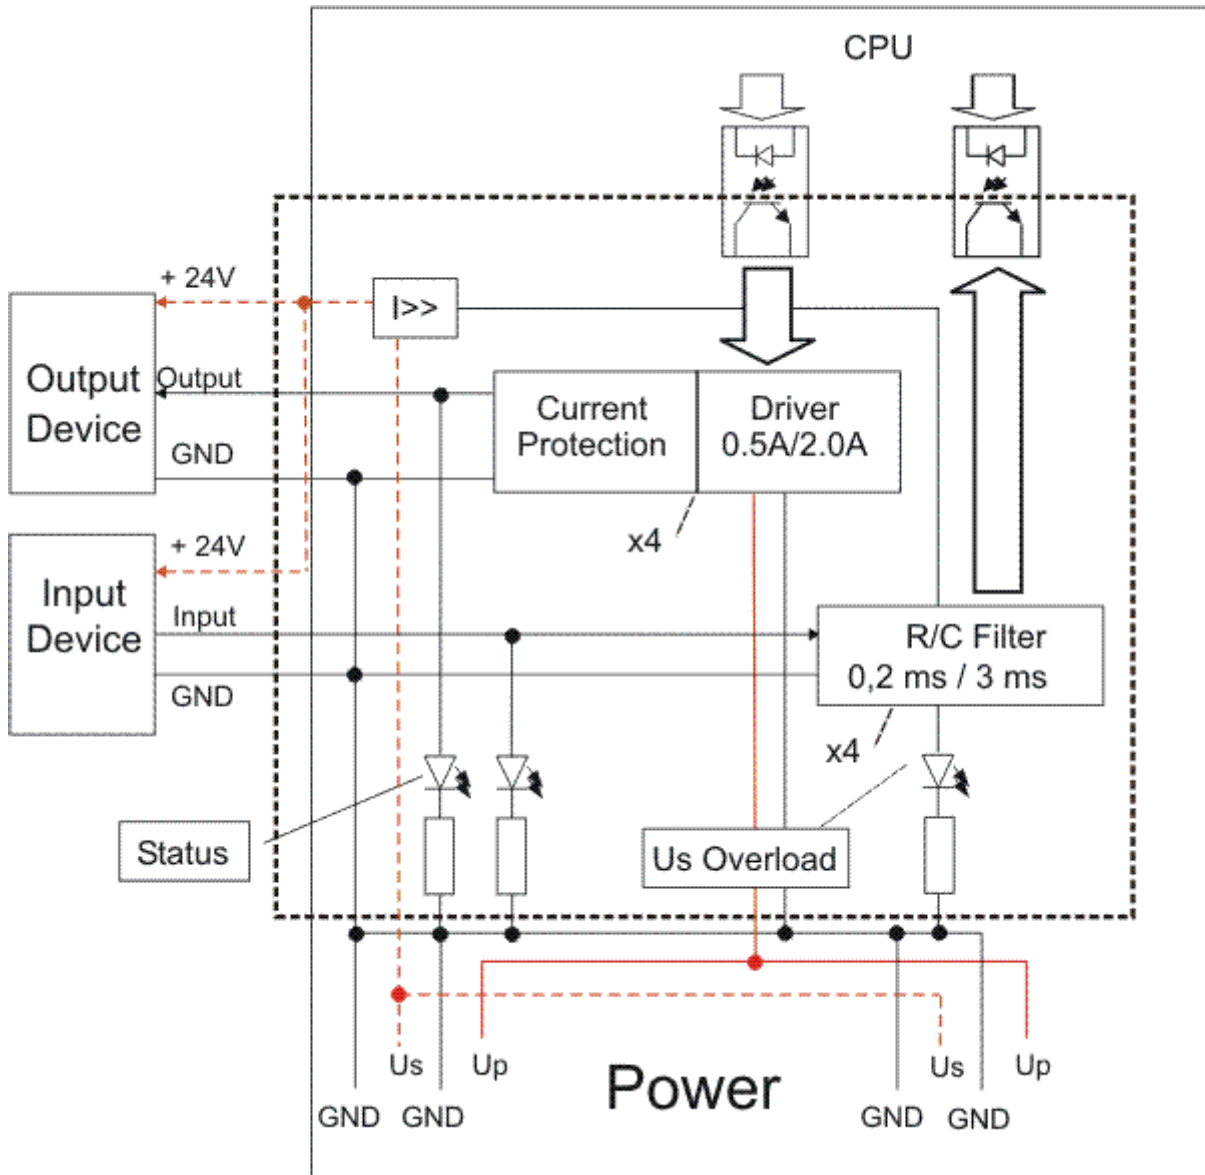 CPU
+ 24V
I>>
Output
Device
Output
GND
Current
Protection
Driver
0.5A/2.0A
x4
+ 24V
Input
Device
Input
GND
R/C Filter
0,2 ms / 3 ms
x4
Status
Us Overload
Us
Up
Us
Up
Power
GND
GND
GND
GND